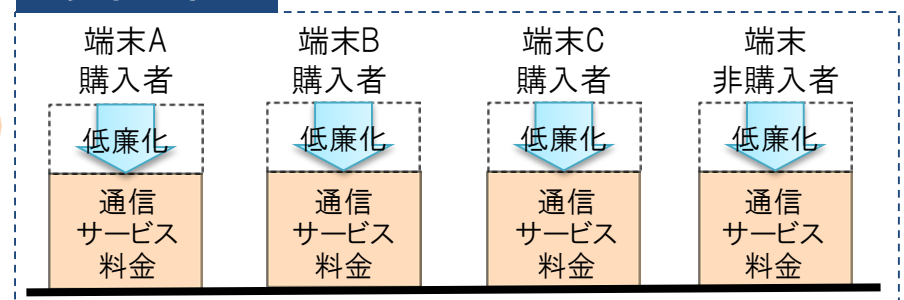 端末A
購入者
端末B
購入者
端末C
購入者
端末
非購入者
低廉化
低廉化
低廉化
低廉化
通信
サービス
料金
通信
サービス
料金
通信
サービス
料金
通信
サービス
料金